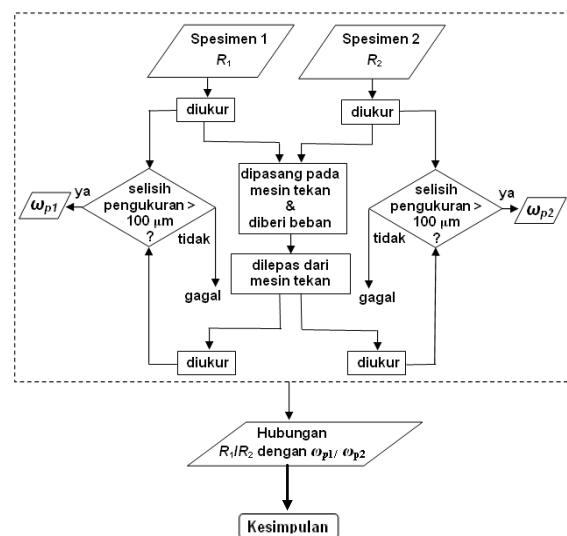 Spesimen 1
R₁
Spesimen 2
R₂
diukur
diukur
dipasang pada
mesin tekan
&
diberi beban
ωp1
ya
selisih
pengukuran >
100 μm
?
tidak
gagal
selisih
pengukuran >
100 μm
?
ya
ωp2
tidak
gagal
dilepas dari
mesin tekan
diukur
diukur
Hubungan
R₁/R₂ dengan ωp1/ ωp2
Kesimpulan